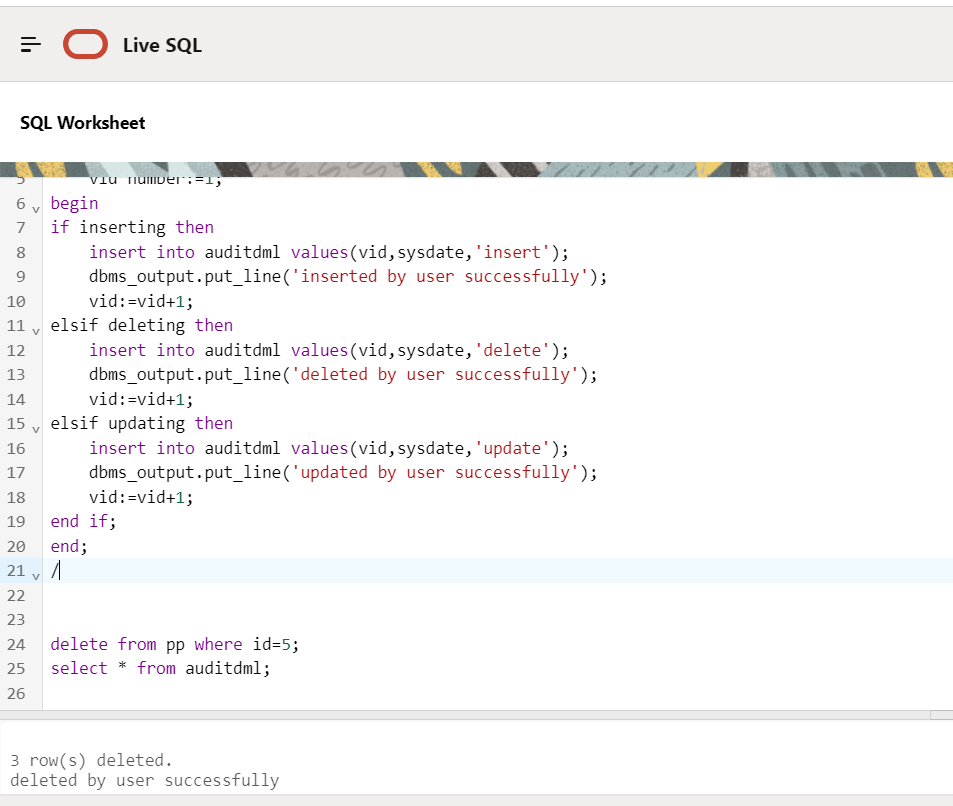 Live SQL
SQL Worksheet
5 vid number:=1;
6 begin
7 if inserting then
8 insert into auditdml values(vid,sysdate,'insert');
9 dbms_output.put_line('inserted by user successfully');
10 vid:=vid+1;
11 elsif deleting then
12 insert into auditdml values(vid,sysdate,'delete');
13 dbms_output.put_line('deleted by user successfully');
14 vid:=vid+1;
15 elsif updating then
16 insert into auditdml values(vid,sysdate,'update');
17 dbms_output.put_line('updated by user successfully');
18 vid:=vid+1;
19 end if;
20 end;
21 /
22
23
24 delete from pp where id=5;
25 select * from auditdml;
26
3 row(s) deleted.
deleted by user successfully